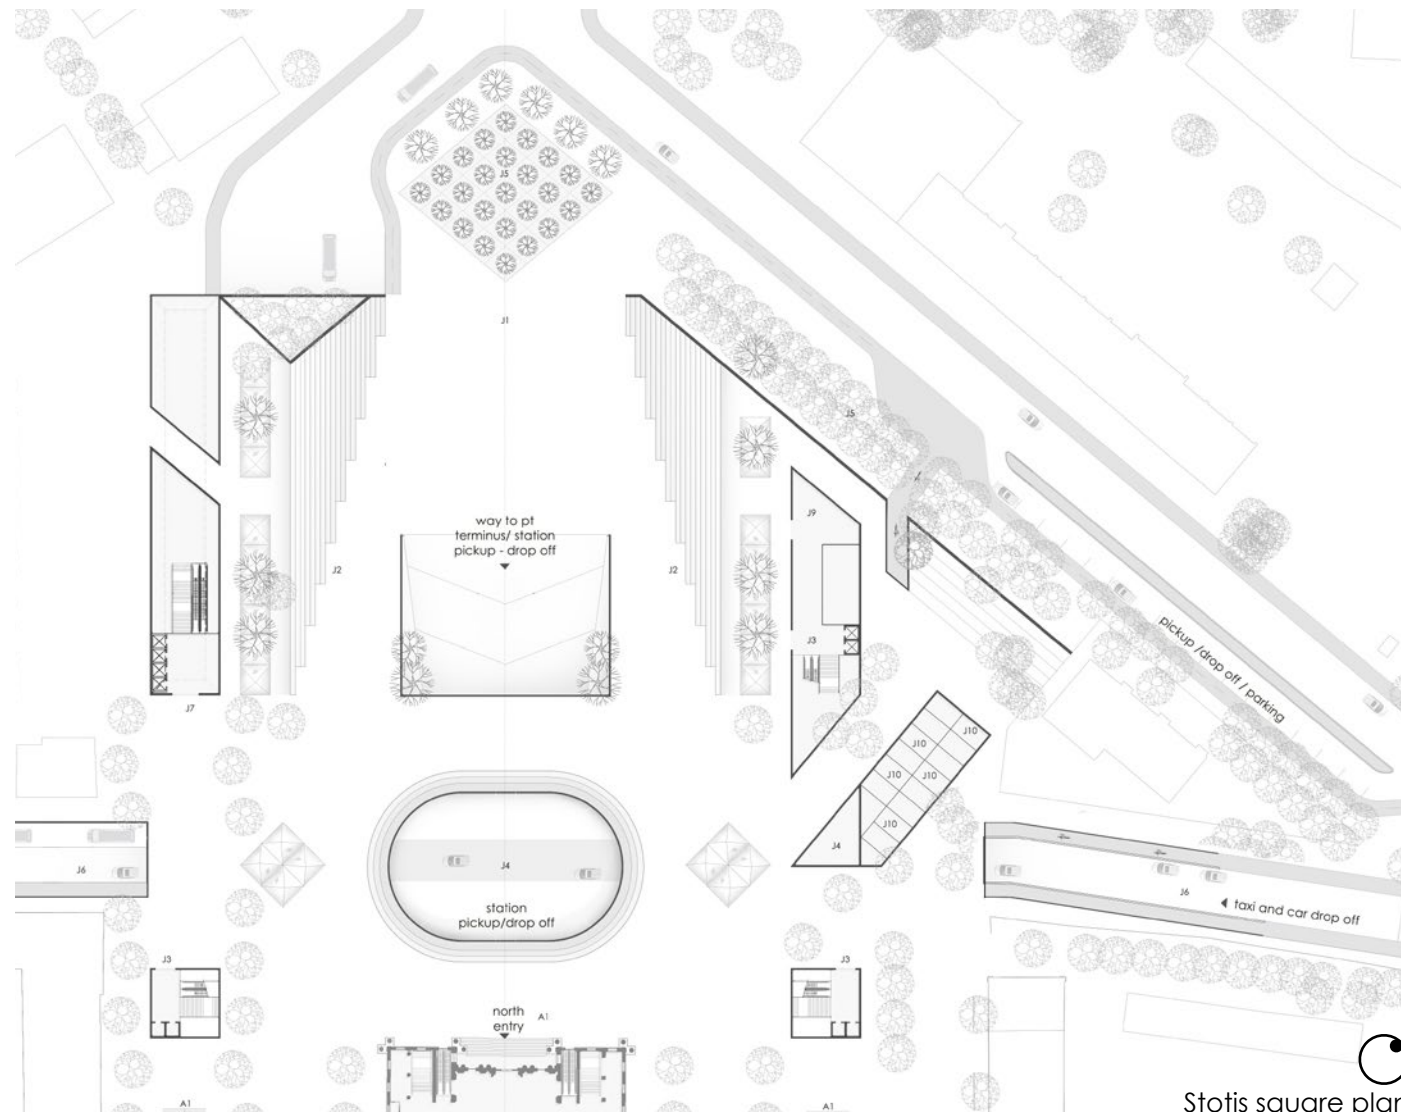 J5
J1
J5
way to pt
terminus/ station
pickup - drop off
J9
J2
J2
pickup /drop off / parking
J3
J7
J10
J10
J10
J10
J10
J4
J4
J6
J6
taxi and car drop off
station
pickup/drop off
J3
J3
north
entry
A1
A1
A1
Stotis square plan